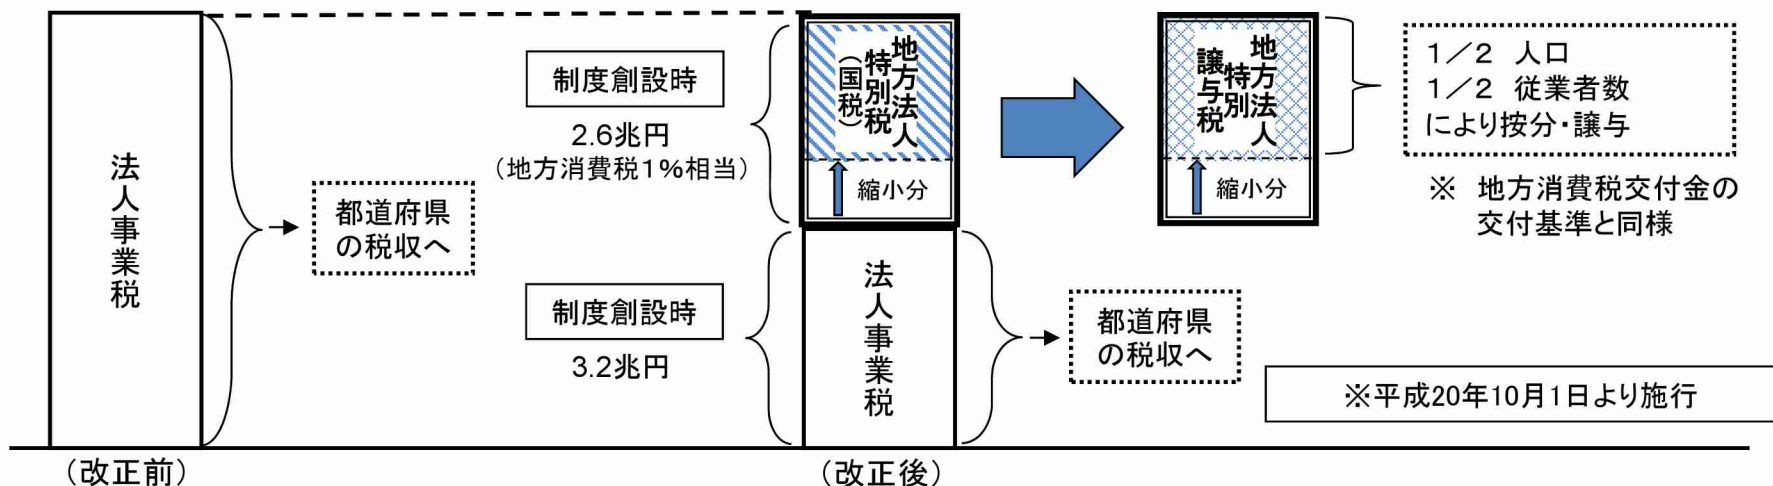 法人事業税
(改正前)
都道府県
の税収へ
制度創設時
2.6兆円
(地方消費税1%相当)
制度創設時
3.2兆円
地方法人
特別税
(国税)
縮小分
法人事業税
(改正後)
都道府県
の税収へ
地方法人
特別
譲与税
縮小分
1/2 人口
1/2 従業者数
により按分・譲与
※ 地方消費税交付金の
交付基準と同様
※平成20年10月1日より施行